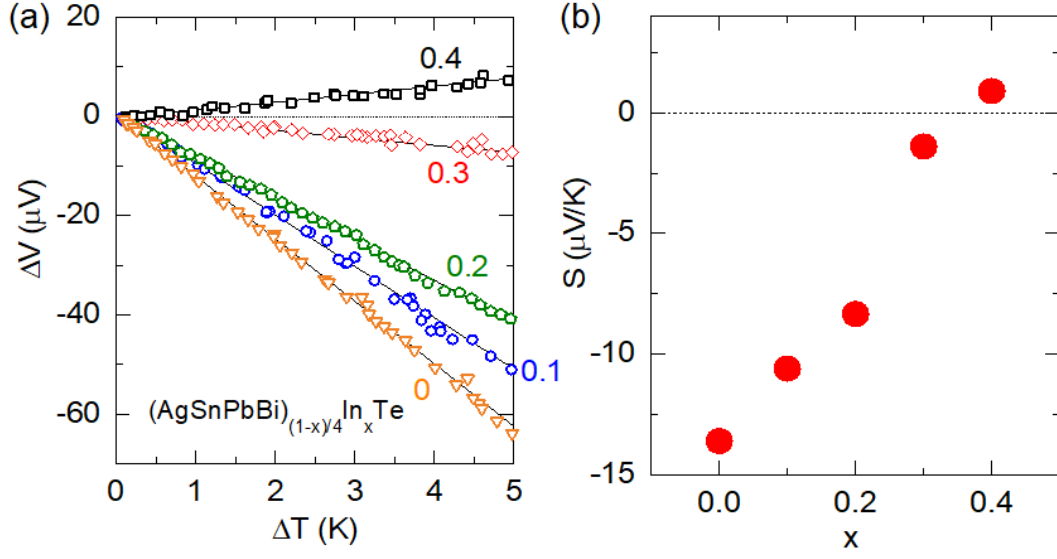 (a)
20
0
-20
-40
-60
ΔV (μV)
0.4
0.3
0.2
0.1
0
(AgSnPbBi)(1-x)/4InxTe
0 1 2 3 4 5
ΔT (K)
(b)
0
-5
-10
-15
S (μV/K)
0.0 0.2 0.4
x